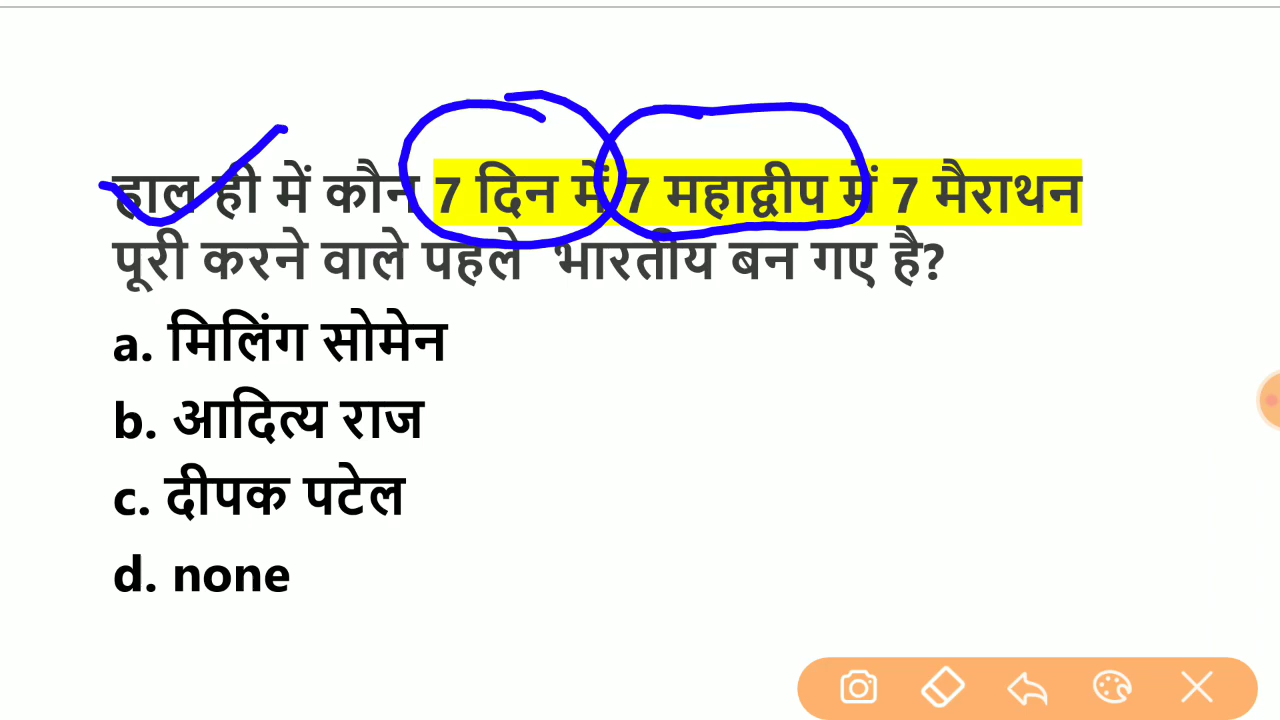 हाल ही में कौन 7 दिन में 7 महाद्वीप में 7 मैराथन
पूरी करने वाले पहले भारतीय बन गए है?
a. मिलिंग सोमेन
b. आदित्य राज
c. दीपक पटेल
d. none